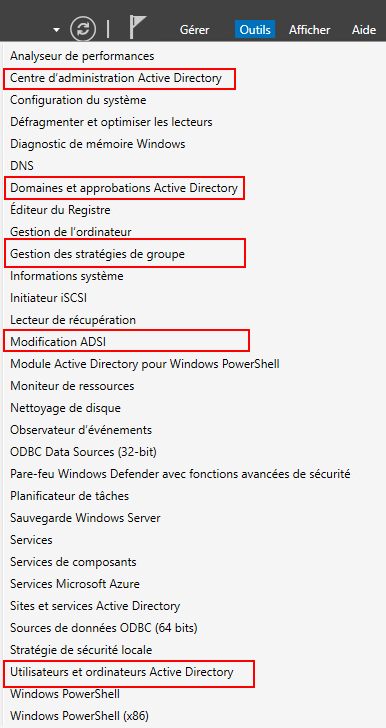 Gérer Outils Afficher Aide
Analyseur de performances
Centre d'administration Active Directory
Configuration du système
Défragmenter et optimiser les lecteurs
Diagnostic de mémoire Windows
DNS
Domaines et approbations Active Directory
Éditeur du Registre
Gestion de l'ordinateur
Gestion des stratégies de groupe
Informations système
Initiateur iSCSI
Lecteur de récupération
Modification ADSI
Module Active Directory pour Windows PowerShell
Moniteur de ressources
Nettoyage de disque
Observateur d'événements
ODBC Data Sources (32-bit)
Pare-feu Windows Defender avec fonctions avancées de sécurité
Planificateur de tâches
Sauvegarde Windows Server
Services
Services de composants
Services Microsoft Azure
Sites et services Active Directory
Sources de données ODBC (64 bits)
Stratégie de sécurité locale
Utilisateurs et ordinateurs Active Directory
Windows PowerShell
Windows PowerShell (x86)